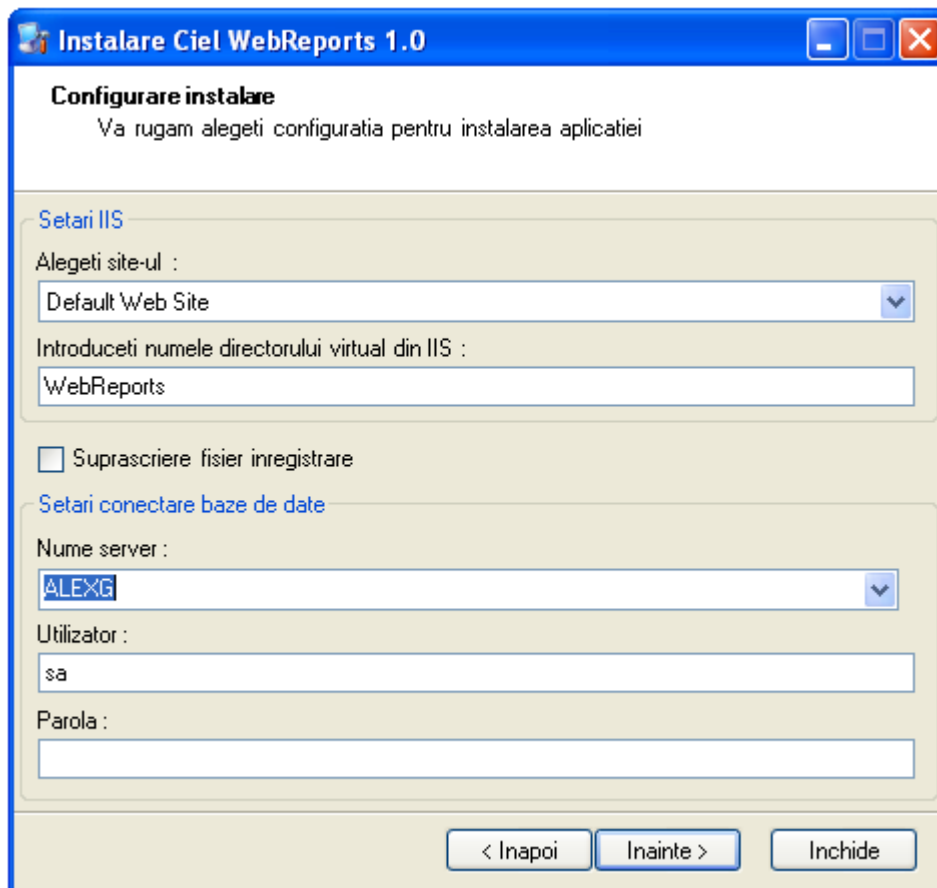 Instalare Ciel WebReports 1.0
Configurare instalare
Va rugam alegeti configuratia pentru instalarea aplicatiei
Setari IIS
Alegeti site-ul :
Default Web Site
Introduceti numele directorului virtual din IIS :
WebReports
Suprascriere fisier inregistrare
Setari conectare baze de date
Nume server :
ALEXG
Utilizator :
sa
Parola :
< Inapoi Inainte > Inchide